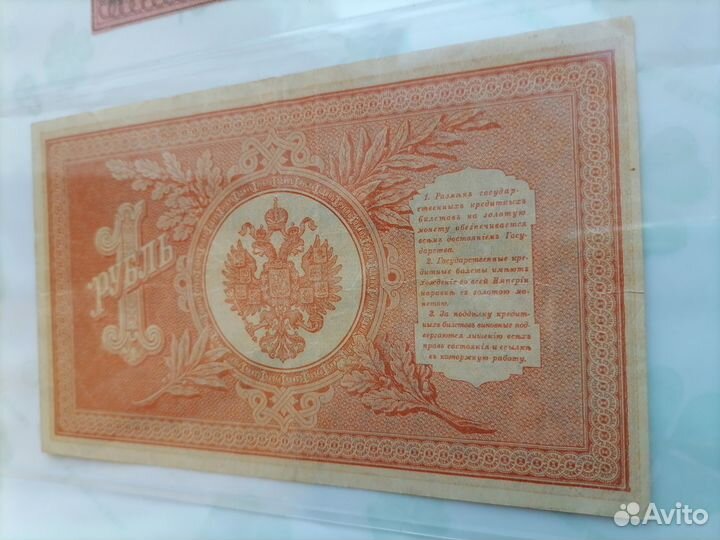 1
РУБЛЬ
1. Размѣнъ государ-
ственныхъ кредитныхъ
билетовъ на золотую
монету обезпечивается
всѣмъ достояніемъ Госу-
дарства.
2. Государственные кре-
дитные билеты имѣютъ
хожденіе во всей Имперіи
наравнѣ съ золотою мо-
нетою.
3. За поддѣлку кредит-
ныхъ билетовъ виновные под-
вергаются лишенію всѣхъ
правъ состоянія и ссылкѣ
въ каторжную работу.
Avito